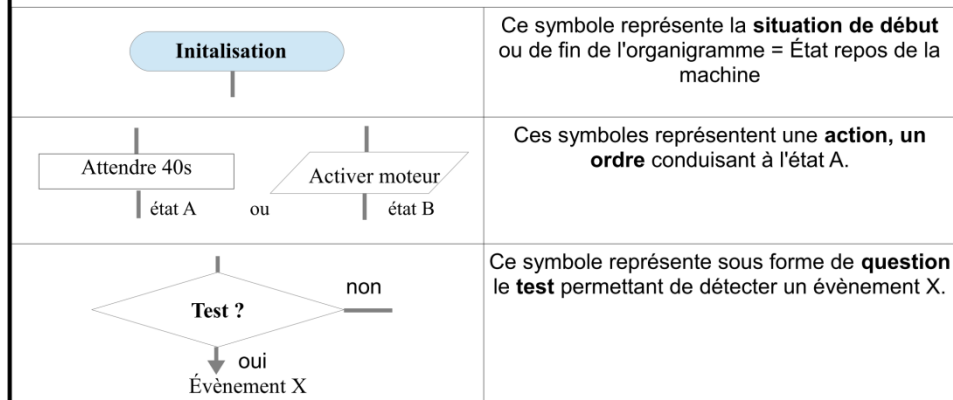 Initalisation
Ce symbole représente la situation de début
ou de fin de l'organigramme = État repos de la
machine
Attendre 40s
état A
ou
Activer moteur
état B
Ces symboles représentent une action, un
ordre conduisant à l'état A.
Test ?
non
oui
Évènement X
Ce symbole représente sous forme de question
le test permettant de détecter un évènement X.